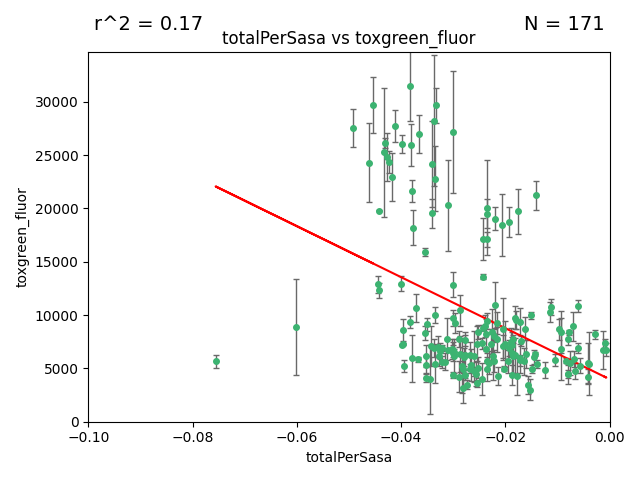 r^2 = 0.17
N = 171
totalPerSasa vs toxgreen_fluor
30000
25000
20000
15000
10000
5000
0
toxgreen_fluor
−0.10
−0.08
−0.06
−0.04
−0.02
0.00
totalPerSasa